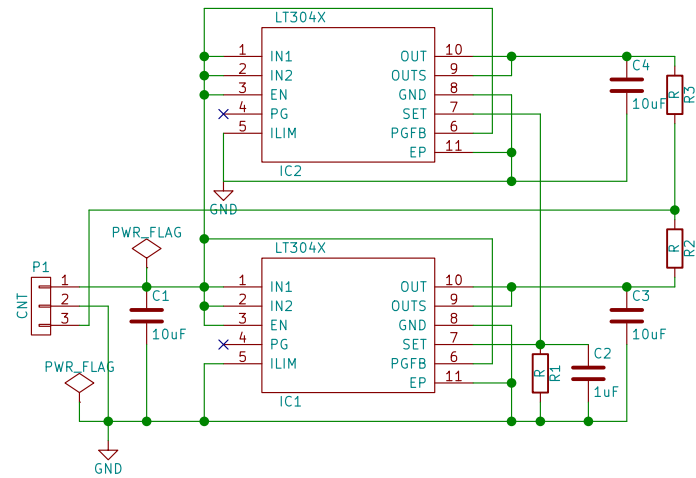 LT304X
1 IN1 OUT 10
2 IN2 OUTS 9
3 EN GND 8
4 PG SET 7
5 ILIM PGFB 6
EP 11
IC2
C4
10uF
R R3
GND
PWR_FLAG
LT304X
R R2
P1
CNT
1
2
3
C1
10uF
1 IN1 OUT 10
2 IN2 OUTS 9
3 EN GND 8
4 PG SET 7
5 ILIM PGFB 6
EP 11
IC1
C3
10uF
PWR_FLAG
R R1
C2
1uF
GND